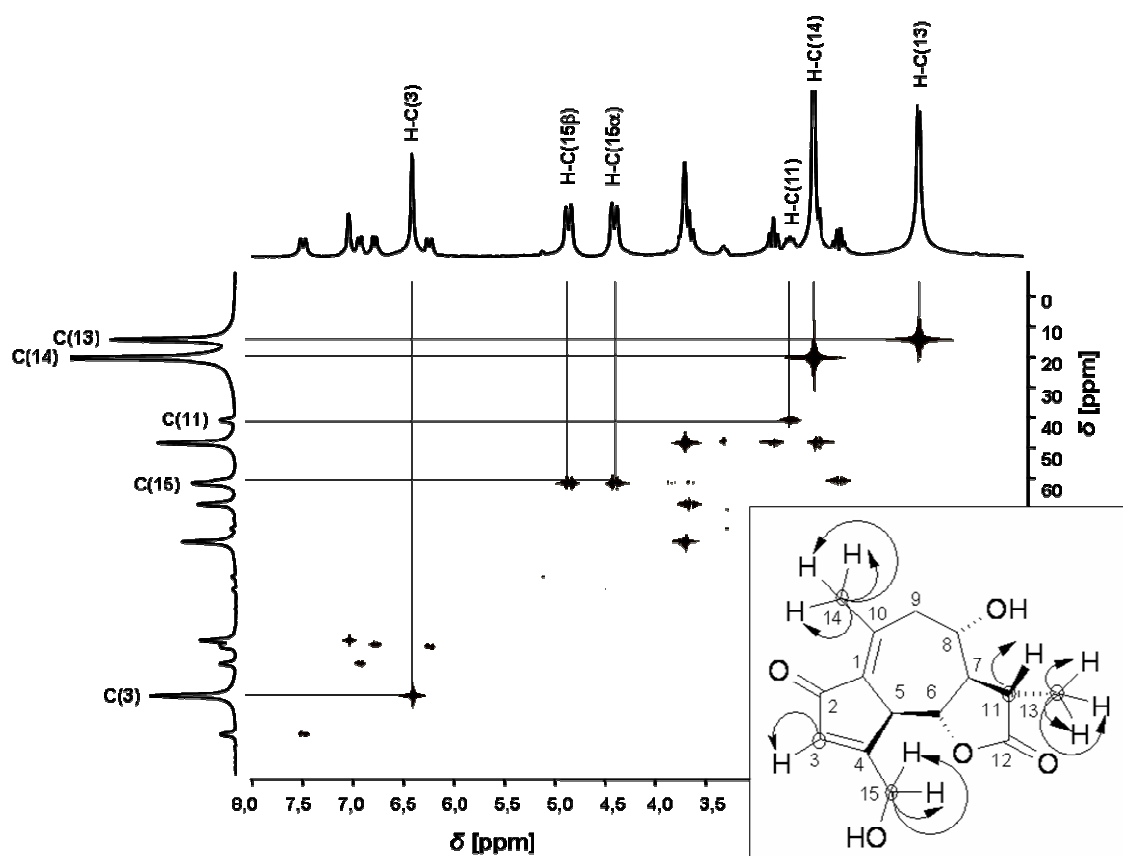 H-C(3)
H-C(15β)
H-C(15α)
H-C(11)
H-C(14)
H-C(13)
C(13)
C(14)
C(11)
C(15)
C(3)
0
10
20
30
40
50
60
δ [ppm]
8,0 7,5 7,0 6,5 6,0 5,5 5,0 4,5 4,0 3,5
δ [ppm]
H H
H 14 10 9 OH
8
1 7 H H
O 5 6 11 13 H
2 H
H 3 4 H O 12 O
15 H
HO